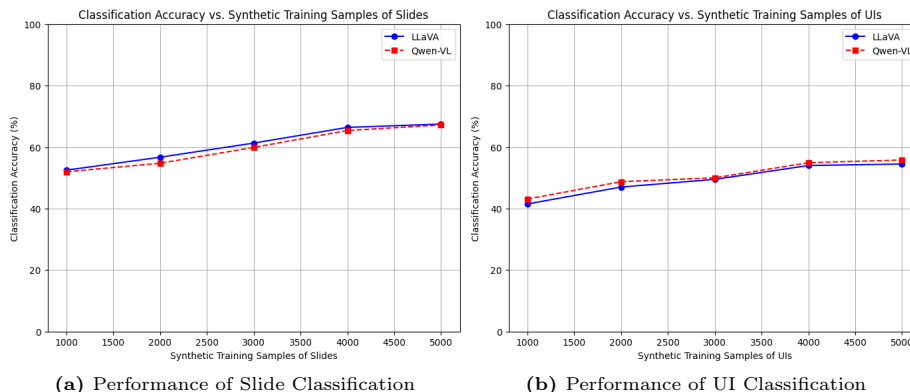 Classification Accuracy vs. Synthetic Training Samples of Slides
100
80
60
40
20
0
Classification Accuracy (%)
LLaVA
Qwen-VL
1000 1500 2000 2500 3000 3500 4000 4500 5000
Synthetic Training Samples of Slides
(a) Performance of Slide Classification
Classification Accuracy vs. Synthetic Training Samples of UIs
100
80
60
40
20
0
Classification Accuracy (%)
LLaVA
Qwen-VL
1000 1500 2000 2500 3000 3500 4000 4500 5000
Synthetic Training Samples of UIs
(b) Performance of UI Classification